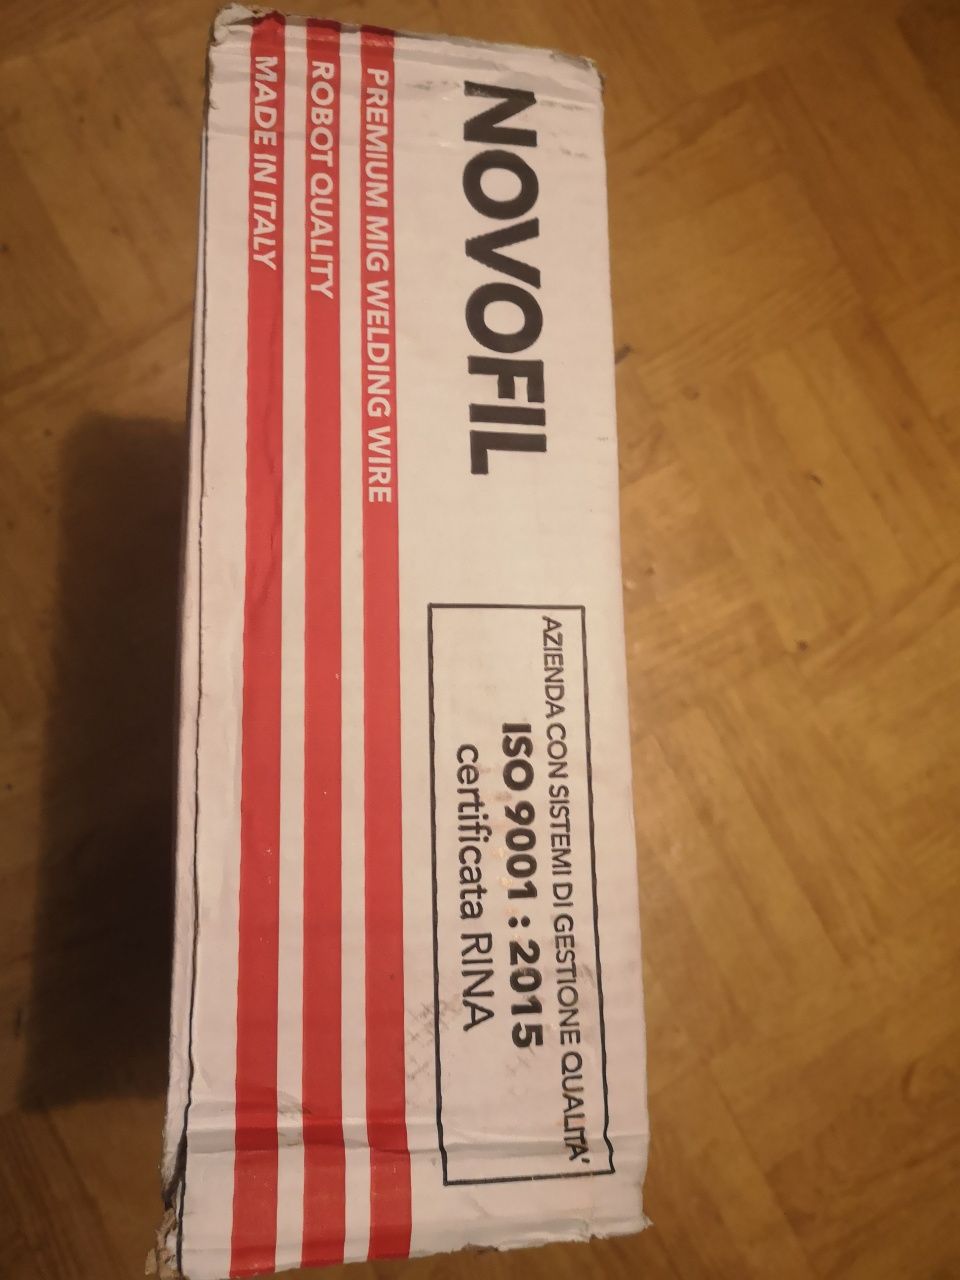 NOVOFIL
PREMIUM MIG WELDING WIRE
ROBOT QUALITY
MADE IN ITALY
AZIENDA CON SISTEMI DI GESTIONE QUALITA'
ISO 9001 : 2015
certificata RINA